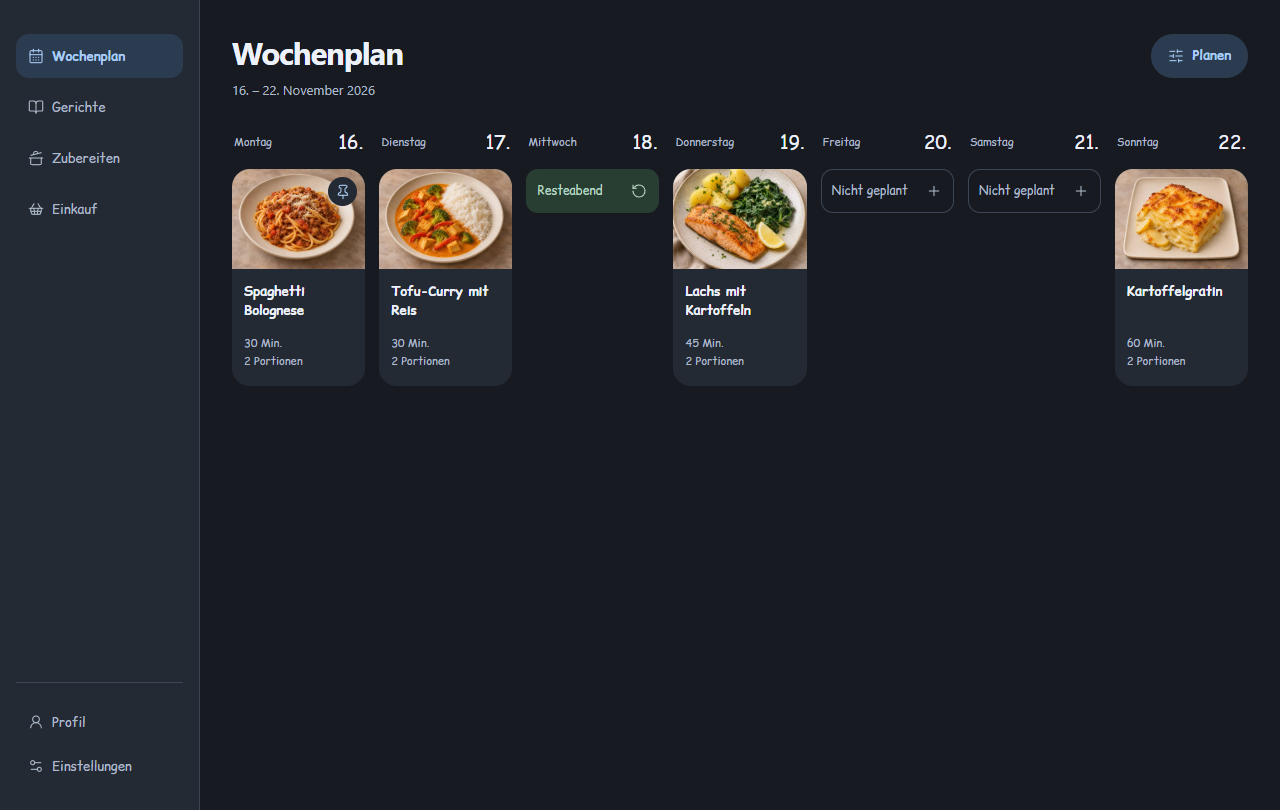 Wochenplan
Gerichte
Zubereiten
Einkauf
Profil
Einstellungen
Wochenplan
16. – 22. November 2026
Planen
Montag 16.
Dienstag 17.
Mittwoch 18.
Donnerstag 19.
Freitag 20.
Samstag 21.
Sonntag 22.
Spaghetti
Bolognese
30 Min.
2 Portionen
Tofu-Curry mit
Reis
30 Min.
2 Portionen
Resteabend
Lachs mit
Kartoffeln
45 Min.
2 Portionen
Nicht geplant
Nicht geplant
Kartoffelgratin
60 Min.
2 Portionen